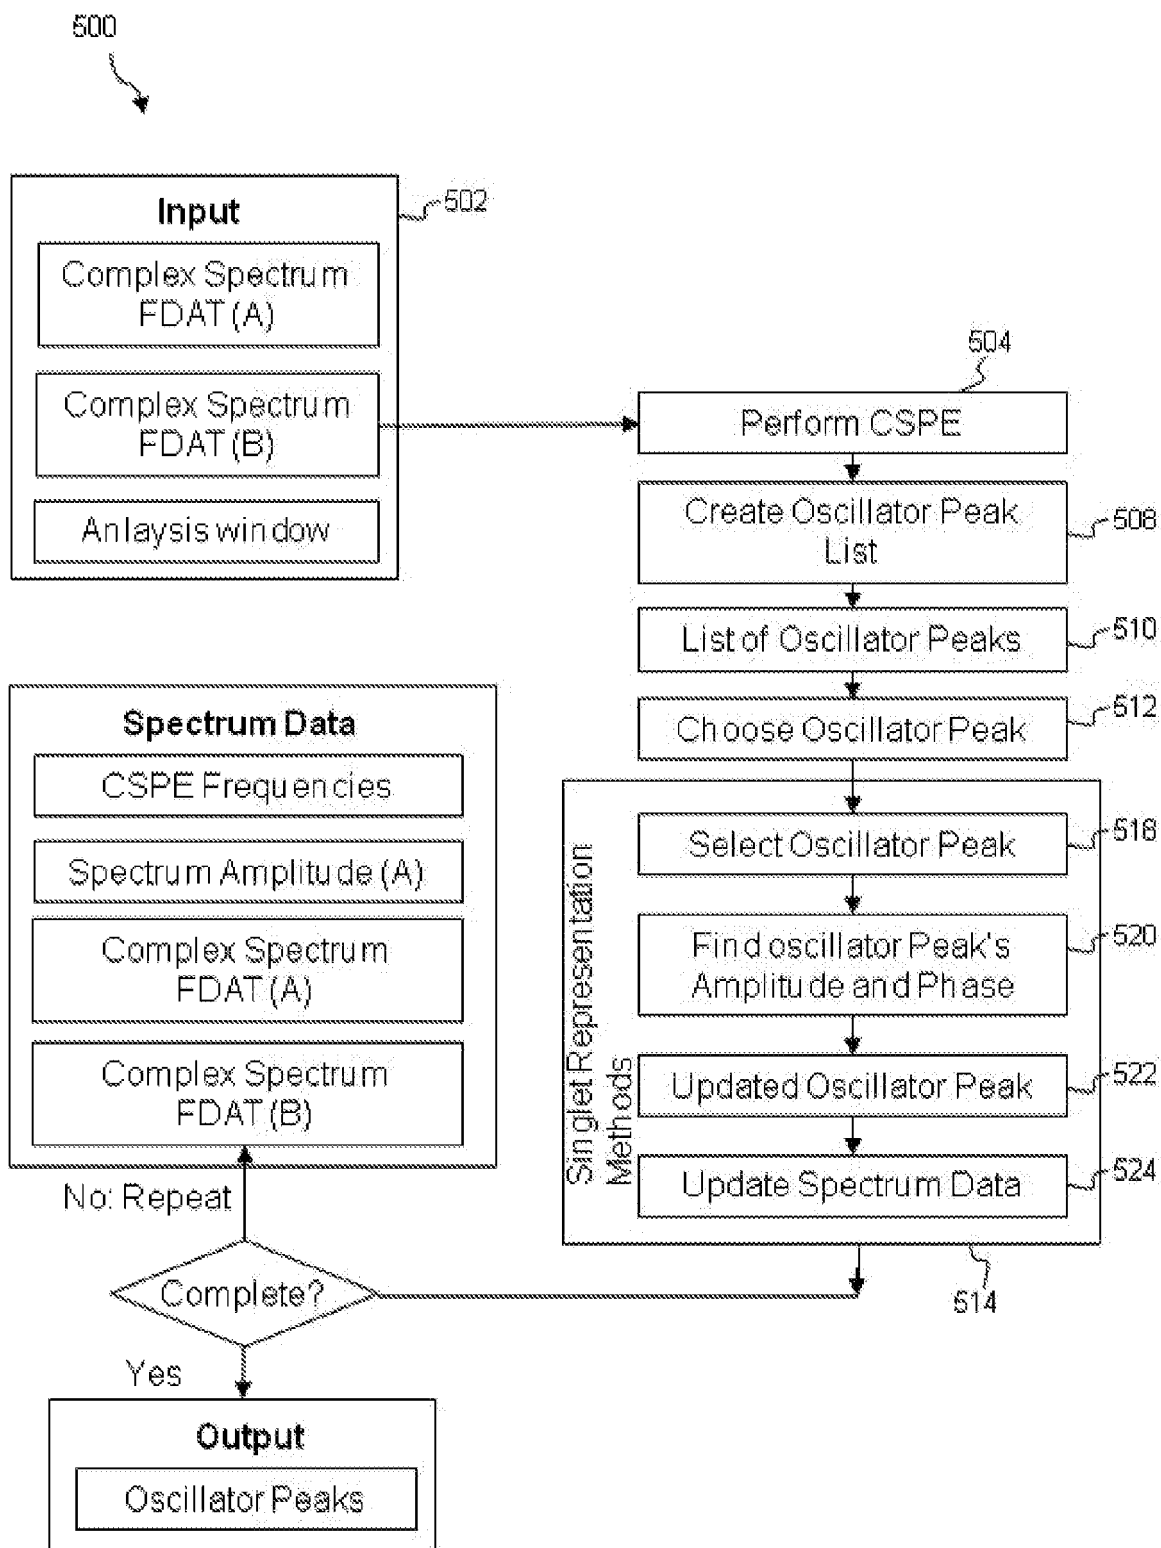 500
Input
502
Complex Spectrum
FDAT (A)
Complex Spectrum
FDAT (B)
Anlaysis window
504
Perform CSPE
Create Oscillator Peak
List
508
List of Oscillator Peaks
510
Choose Oscillator Peak
512
Singlet Representation
Methods
Select Oscillator Peak
518
Find oscillator Peak's
Amplitude and Phase
520
Updated Oscillator Peak
522
Update Spectrum Data
524
514
Spectrum Data
CSPE Frequencies
Spectrum Amplitude (A)
Complex Spectrum
FDAT (A)
Complex Spectrum
FDAT (B)
No: Repeat
Complete?
Yes
Output
Oscillator Peaks